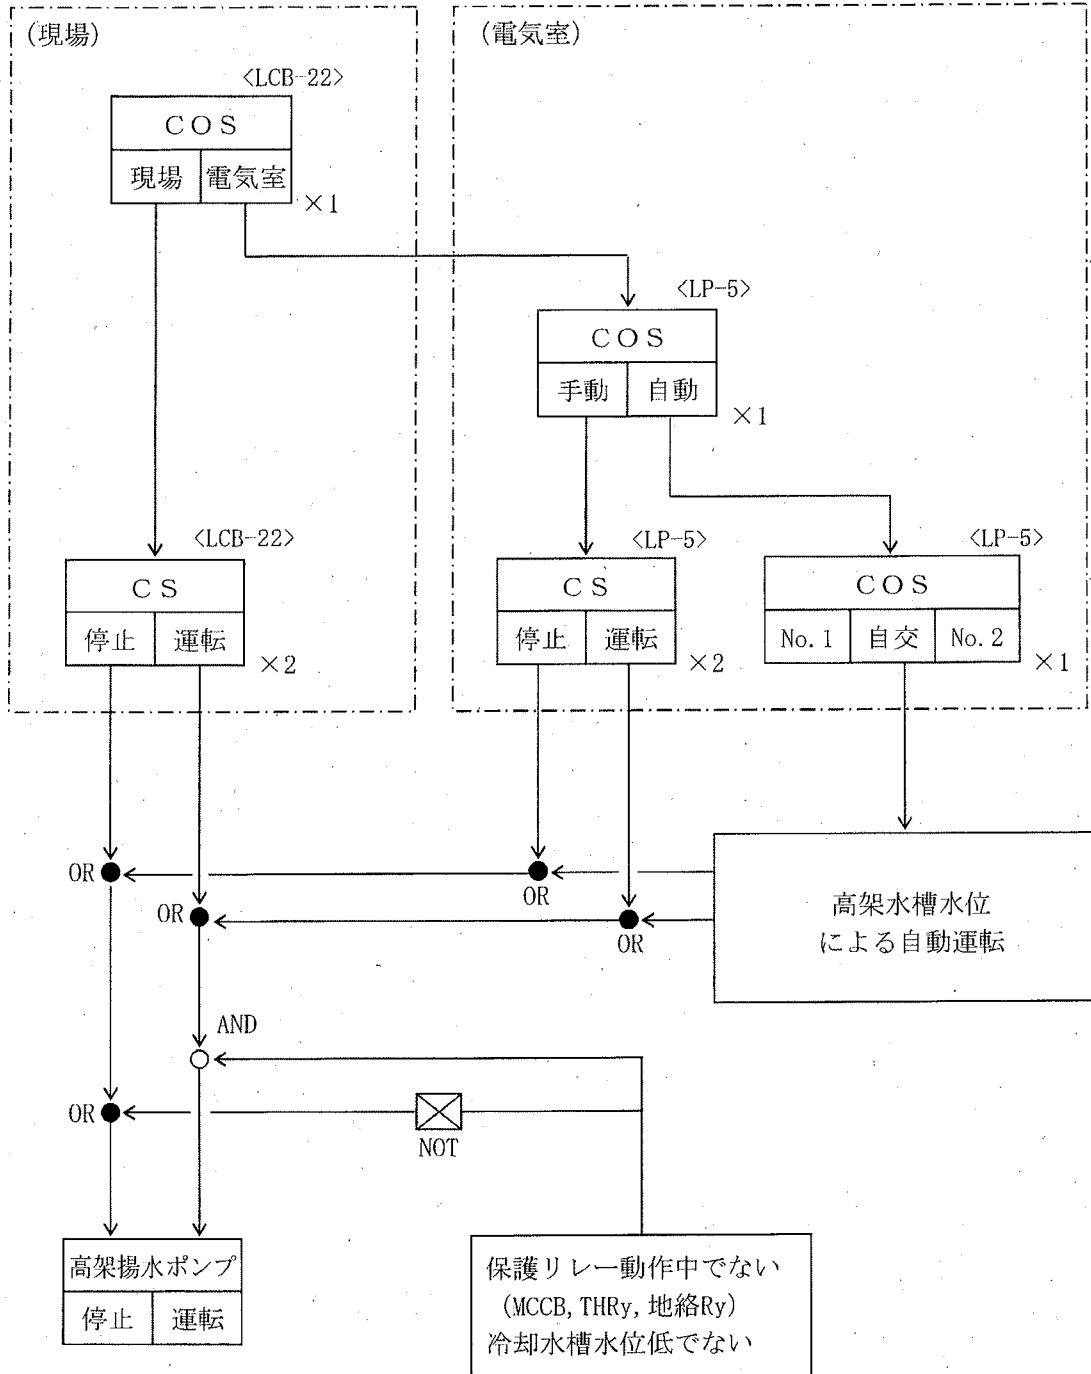 (現場)
(電気室)
<LCB-22>
COS
現場 電気室
×1
<LP-5>
COS
手動 自動
×1
<LCB-22>
CS
停止 運転
×2
<LP-5>
CS
停止 運転
×2
<LP-5>
COS
No.1 自交 No.2
×1
OR
OR
OR
OR
高架水槽水位
による自動運転
AND
OR
NOT
高架揚水ポンプ
停止 運転
保護リレー動作中でない
(MCCB, THRy, 地絡Ry)
冷却水槽水位低でない